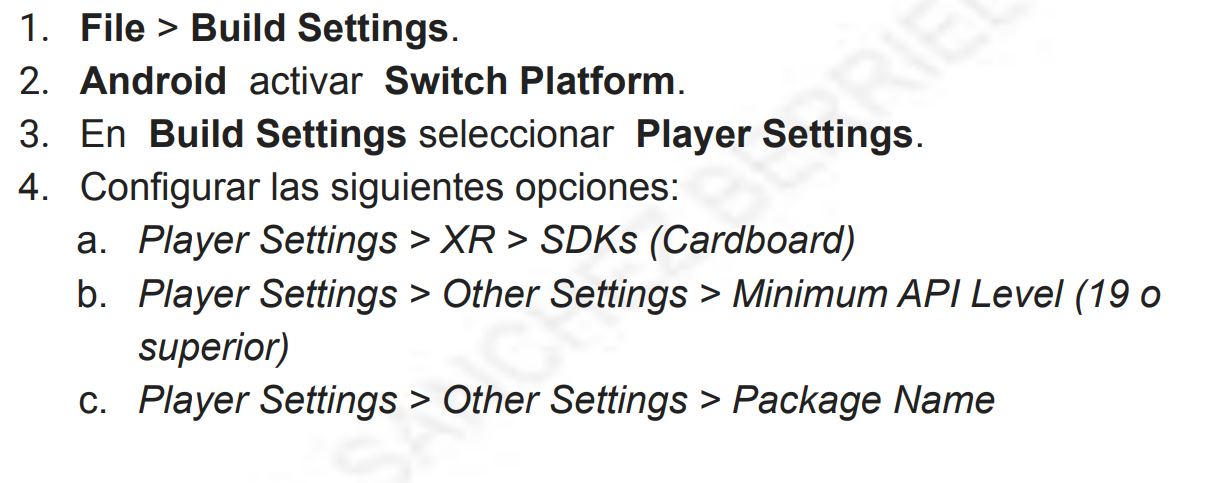 1. File > Build Settings.
2. Android activar Switch Platform.
3. En Build Settings seleccionar Player Settings.
4. Configurar las siguientes opciones:
a. Player Settings > XR > SDKs (Cardboard)
b. Player Settings > Other Settings > Minimum API Level (19 o
superior)
c. Player Settings > Other Settings > Package Name
SANCHEZ BERRIEL